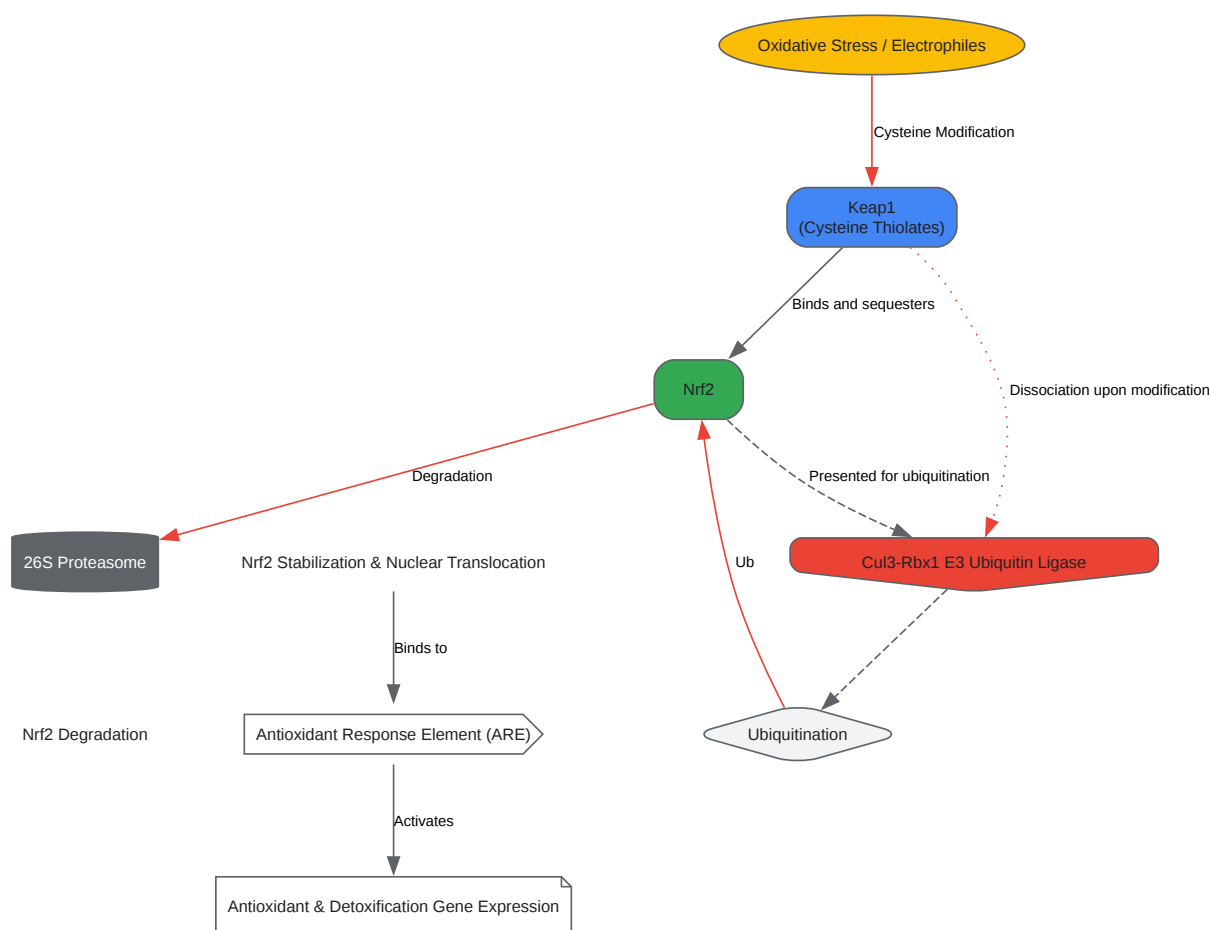 Oxidative Stress / Electrophiles
Cysteine Modification
Keap1
(Cysteine Thiolates)
Binds and sequesters
Nrf2
Dissociation upon modification
Degradation
Presented for ubiquitination
26S Proteasome
Nrf2 Stabilization & Nuclear Translocation
Ub
Cul3-Rbx1 E3 Ubiquitin Ligase
Binds to
Nrf2 Degradation
Antioxidant Response Element (ARE)
Ubiquitination
Activates
Antioxidant & Detoxification Gene Expression